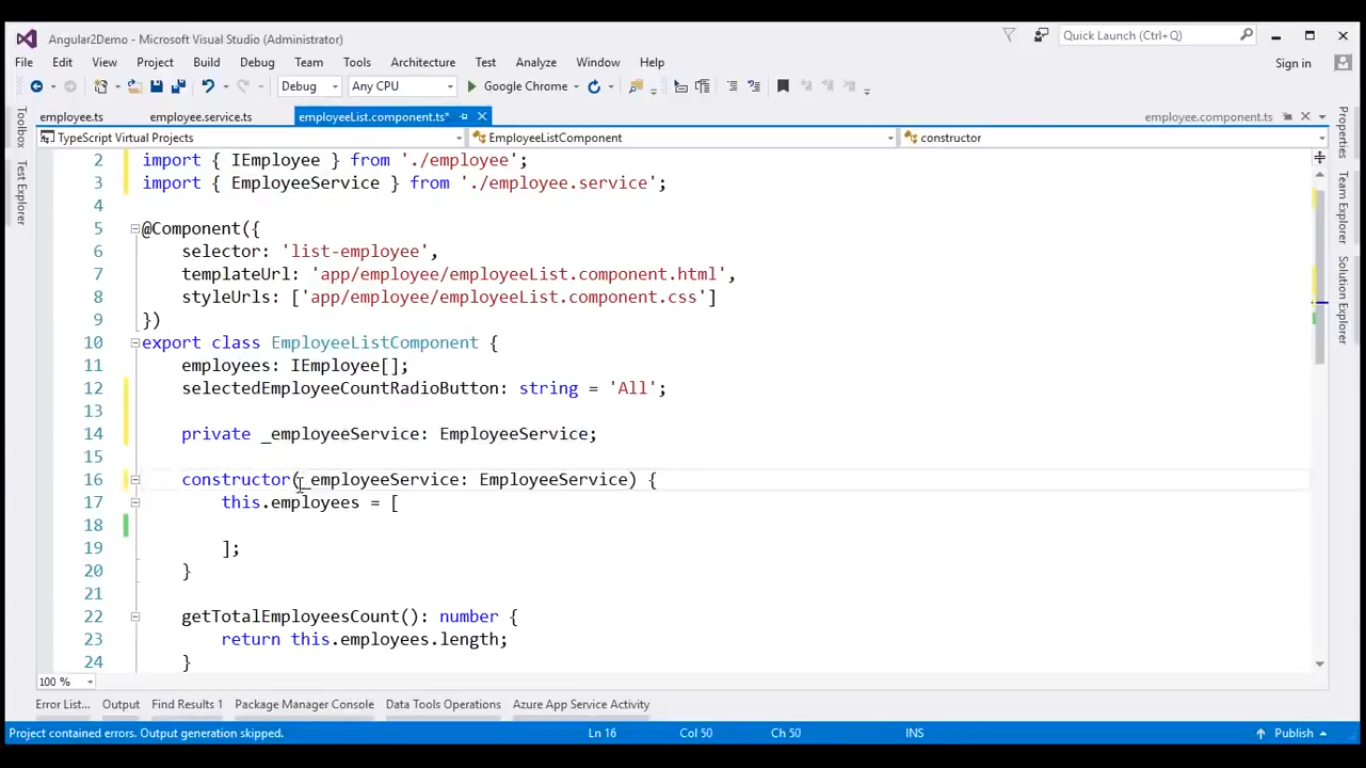 Angular2Demo - Microsoft Visual Studio (Administrator)
Quick Launch (Ctrl+Q)
File Edit View Project Build Debug Team Tools Architecture Test Analyze Window Help
Sign in
Debug Any CPU Google Chrome
employee.ts employee.service.ts employeeList.component.ts* employee.component.ts
TypeScript Virtual Projects EmployeeListComponent constructor
Toolbox
Test Explorer
2 import { IEmployee } from './employee';
3 import { EmployeeService } from './employee.service';
4
5 @Component({
6 selector: 'list-employee',
7 templateUrl: 'app/employee/employeeList.component.html',
8 styleUrls: ['app/employee/employeeList.component.css']
9 })
10 export class EmployeeListComponent {
11 employees: IEmployee[];
12 selectedEmployeeCountRadioButton: string = 'All';
13
14 private _employeeService: EmployeeService;
15
16 constructor(_employeeService: EmployeeService) {
17 this.employees = [
18
19 ];
20 }
21
22 getTotalEmployeesCount(): number {
23 return this.employees.length;
24 }
Properties
Team Explorer
Solution Explorer
100 %
Error List... Output Find Results 1 Package Manager Console Data Tools Operations Azure App Service Activity
Project contained errors. Output generation skipped. Ln 16 Col 50 Ch 50 INS Publish